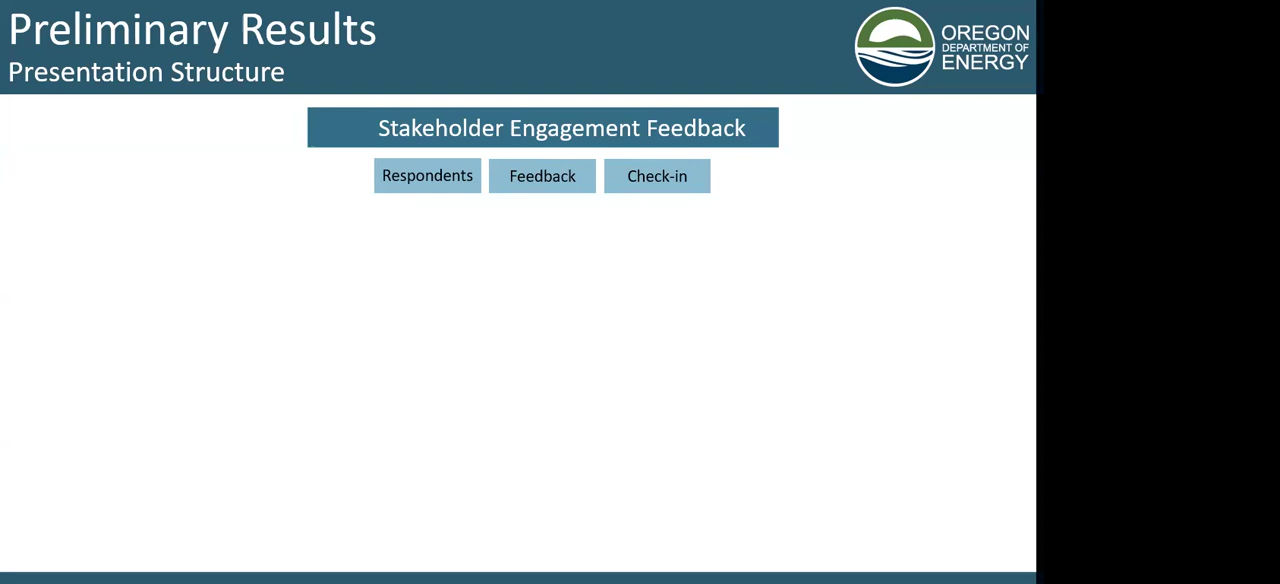 Preliminary Results
Presentation Structure
OREGON
DEPARTMENT OF
ENERGY
Stakeholder Engagement Feedback
Respondents Feedback Check-in